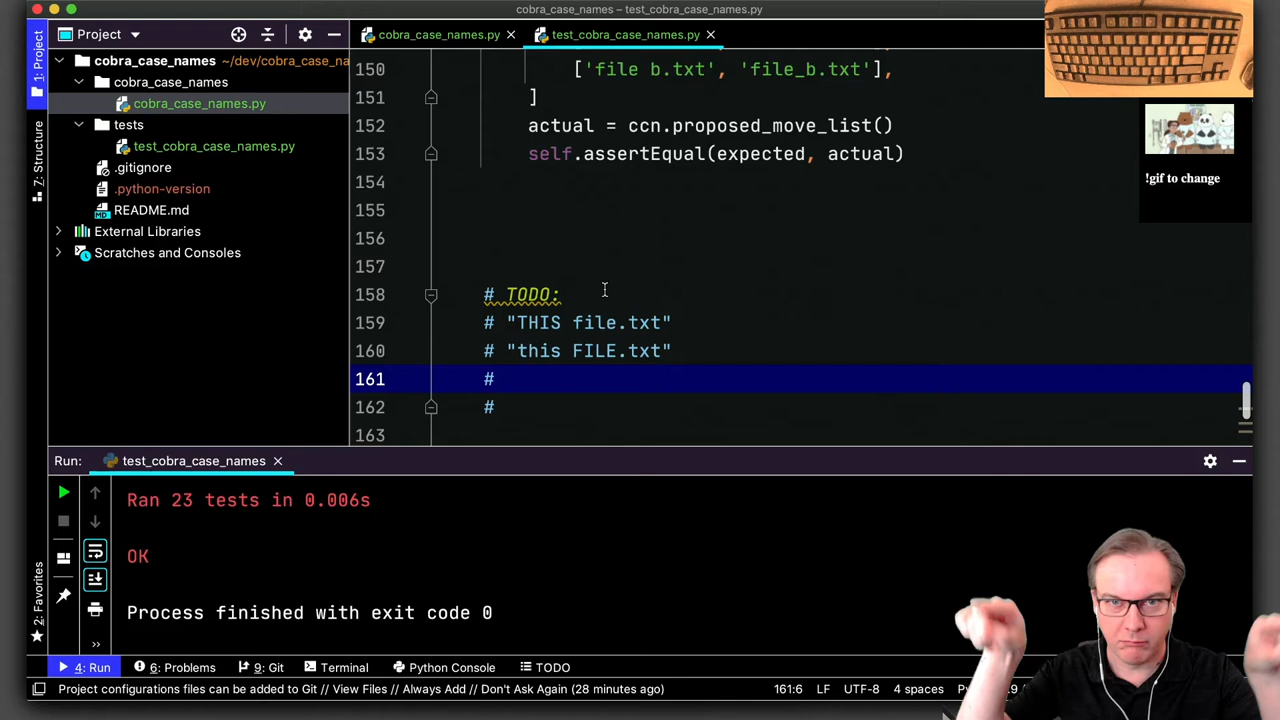 cobra_case_names – test_cobra_case_names.py
1: Project
7: Structure
2: Favorites
Project
cobra_case_names ~/dev/cobra_case_na
cobra_case_names
cobra_case_names.py
tests
test_cobra_case_names.py
.gitignore
.python-version
README.md
External Libraries
Scratches and Consoles
cobra_case_names.py
test_cobra_case_names.py
150 ['file b.txt', 'file_b.txt'],
151 ]
152 actual = ccn.proposed_move_list()
153 self.assertEqual(expected, actual)
154
155
156
157
158 # TODO:
159 # "THIS file.txt"
160 # "this FILE.txt"
161 #
162 #
163
!gif to change
Run: test_cobra_case_names
Ran 23 tests in 0.006s
OK
Process finished with exit code 0
4: Run 6: Problems 9: Git Terminal Python Console TODO
Project configurations files can be added to Git // View Files // Always Add // Don't Ask Again (28 minutes ago) 161:6 LF UTF-8 4 spaces